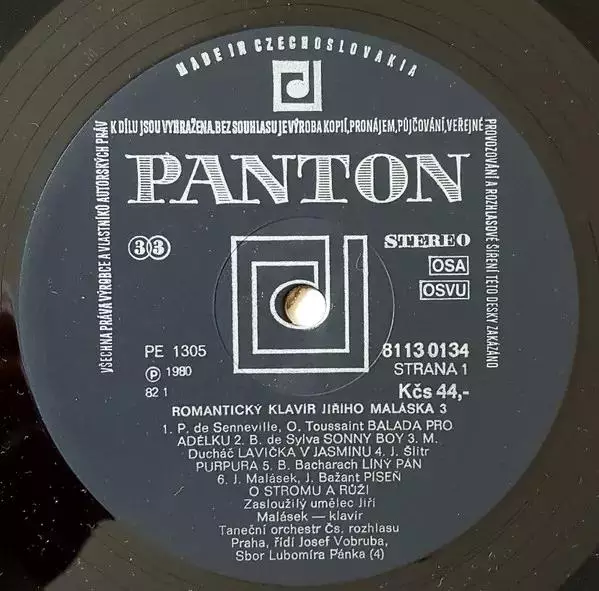 MADE IN CZECHOSLOVAKIA
VŠECHNA PRÁVA VÝROBCE A VLASTNÍKO AUTORSKÝCH PRÁV
K DÍLU JSOU VYHRAŽENA. BEZ SOUHLASU JE VÝROBA KOPIÍ, PRONÁJEM, PŮJČOVÁNÍ, VEŘEJNÉ
PROVOZOVÁNÍ A ROZHLASOVÉ ŠÍŘENÍ TÉTO DESKY ZAKÁZÁNO
PANTON
33
STEREO
OSA
OSVU
PE 1305
8113 0134
Ⓟ 1980
STRANA 1
82 1
Kčs 44,-
ROMANTICKÝ KLAVÍR JIŘIHO MALÁSKA 3
1. P. de Senneville, O. Toussaint BALADA PRO
ADÉLKU 2. B. de Sylva SONNY BOY 3. M.
Ducháč LAVIČKA V JASMINU 4. J. Šlitr
PURPURA 5. B. Bacharach LINÝ PÁN
6. J. Malásek, J. Bažant PÍSEŇ
O STROMU A RŮŽI
Zasloužilý umělec Jiří
Malásek — klavír
Taneční orchestr Čs. rozhlasu
Praha, řídí Josef Vobruba,
Sbor Lubomíra Pánka (4)